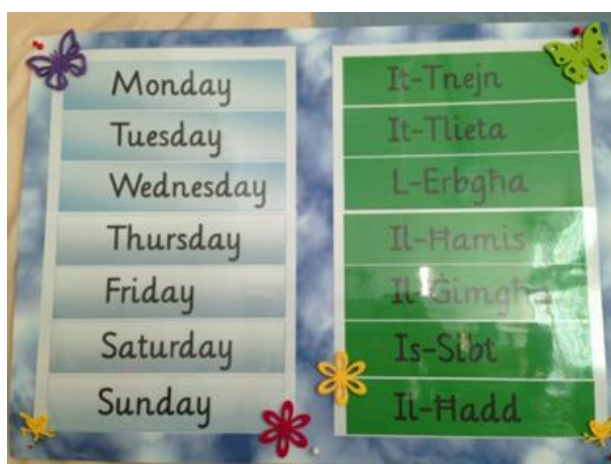 Monday
Tuesday
Wednesday
Thursday
Friday
Saturday
Sunday
It-Tnejn
It-Tlieta
L-Erbgħa
Il-Ħamis
Il-Ġimgħa
Is-Sibt
Il-Ħadd